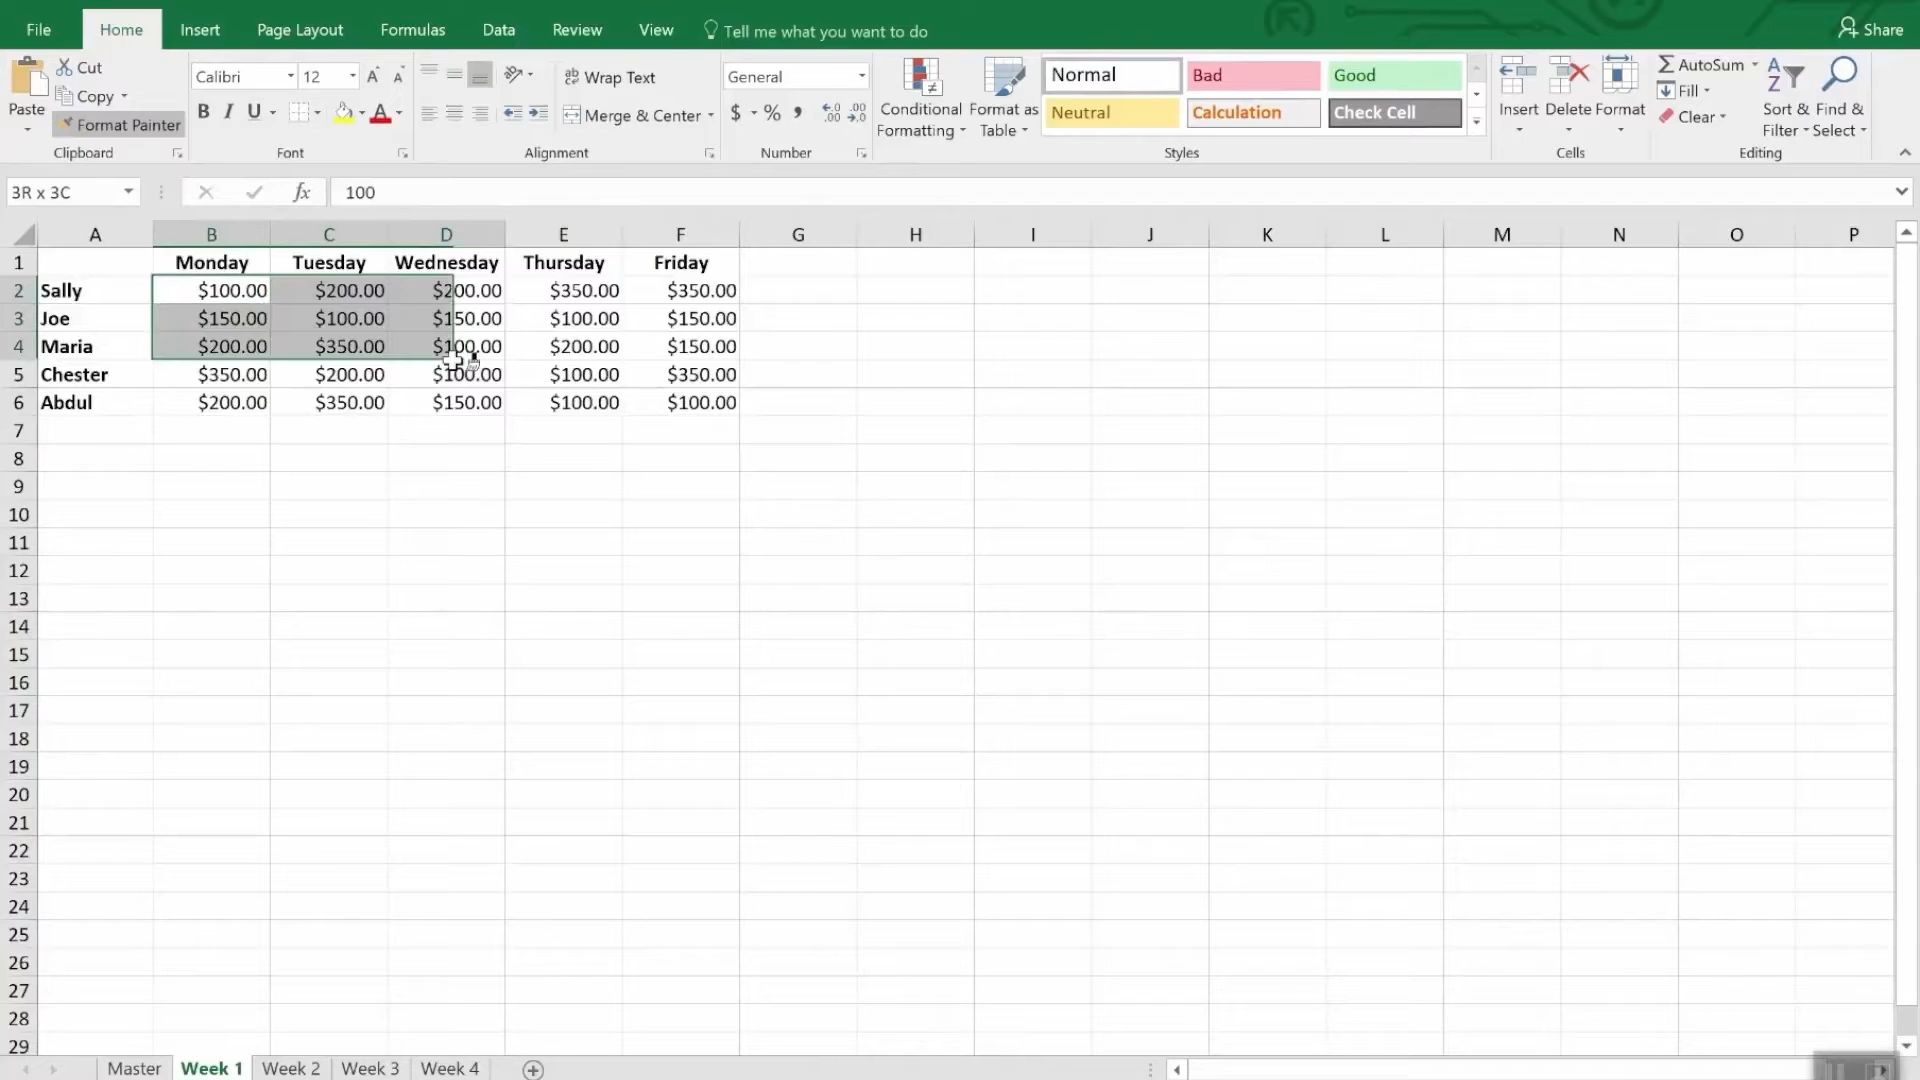 File Home Insert Page Layout Formulas Data Review View Tell me what you want to do Share
Cut
Copy
Format Painter
Paste
Clipboard
Calibri 12 A A
B I U A
Font
Wrap Text
Merge & Center
Alignment
General
$ % , .0 .00 .00 .0
Number
Conditional Formatting
Format as Table
Normal Bad Good
Neutral Calculation Check Cell
Styles
Insert Delete Format
Cells
AutoSum
Fill
Clear
Sort & Filter
Find & Select
Editing
3R x 3C fx 100
A B C D E F G H I J K L M N O P
1 Monday Tuesday Wednesday Thursday Friday
2 Sally $100.00 $200.00 $200.00 $350.00 $350.00
3 Joe $150.00 $100.00 $150.00 $100.00 $150.00
4 Maria $200.00 $350.00 $100.00 $200.00 $150.00
5 Chester $350.00 $200.00 $100.00 $100.00 $350.00
6 Abdul $200.00 $350.00 $150.00 $100.00 $100.00
7
8
9
10
11
12
13
14
15
16
17
18
19
20
21
22
23
24
25
26
27
28
29
Master Week 1 Week 2 Week 3 Week 4